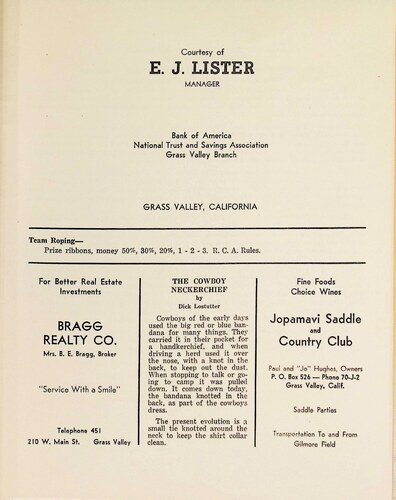 Courtesy of
E. J. LISTER
MANAGER
Bank of America
National Trust and Savings Association
Grass Valley Branch
GRASS VALLEY, CALIFORNIA
Team Roping—
Prize ribbons, money 50%, 30%, 20%, 1 - 2 - 3. R. C. A. Rules.
For Better Real Estate
Investments
BRAGG
REALTY CO.
Mrs. B. E. Bragg, Broker
"Service With a Smile"
Telephone 451
210 W. Main St. Grass Valley
THE COWBOY
NECKERCHIEF
by
Dick Lostutter
Cowboys of the early days
used the big red or blue ban-
dana for many things. They
carried it in their pocket for
a handkerchief, and when
driving a herd used it over
the nose, with a knot in the
back, to keep out the dust.
When stopping to talk or go-
ing to camp it was pulled
down. It comes down today,
the bandana knotted in the
back, as part of the cowboys
dress.
The present evolution is a
small tie knotted around the
neck to keep the shirt collar
clean.
Fine Foods
Choice Wines
Jopamavi Saddle
and
Country Club
Paul and "Jo" Hughes, Owners
P. O. Box 526 — Phone 70-J-2
Grass Valley, Calif.
Saddle Parties
Transportation To and From
Gilmore Field